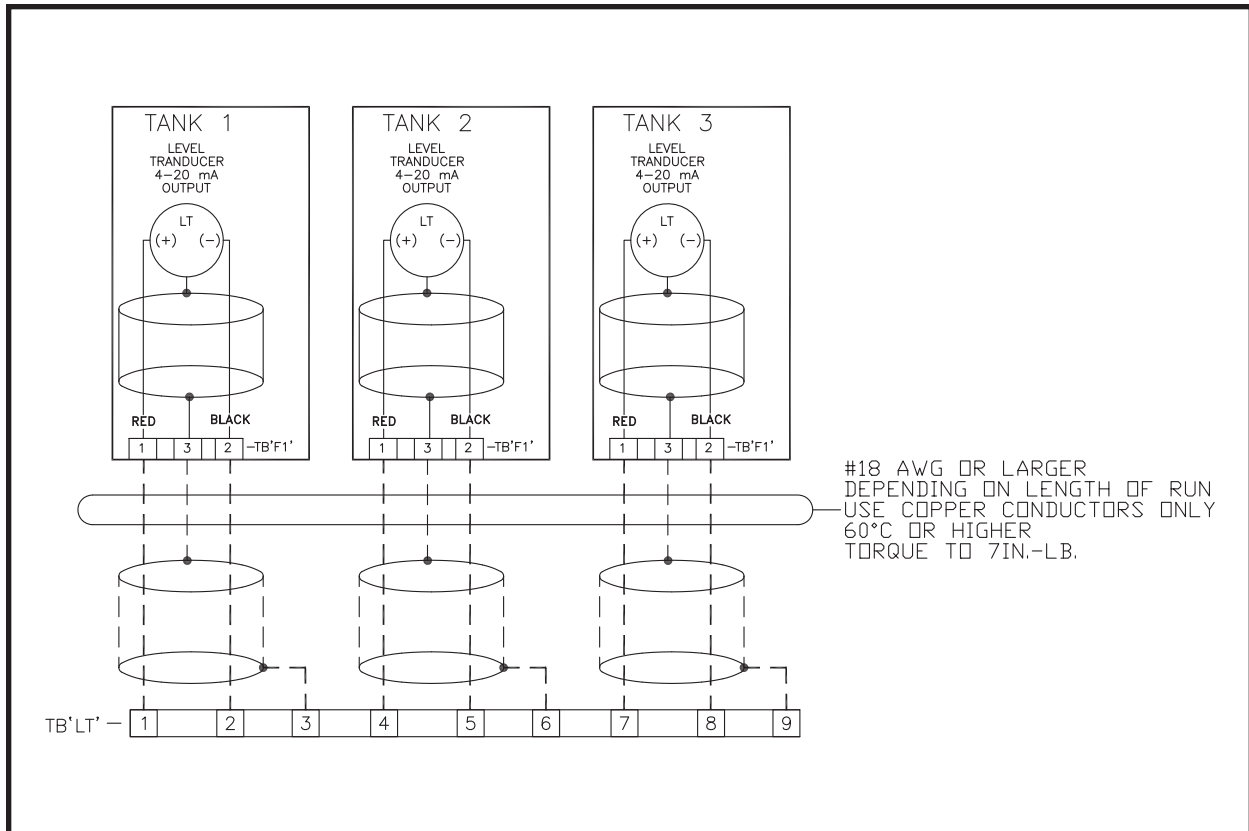 TANK 1
LEVEL
TRANDUCER
4-20 mA
OUTPUT
LT
(+) (-)
RED BLACK
1 3 2 -TB'F1'
TANK 2
LEVEL
TRANDUCER
4-20 mA
OUTPUT
LT
(+) (-)
RED BLACK
1 3 2 -TB'F1'
TANK 3
LEVEL
TRANDUCER
4-20 mA
OUTPUT
LT
(+) (-)
RED BLACK
1 3 2 -TB'F1'
#18 AWG OR LARGER
DEPENDING ON LENGTH OF RUN
USE COPPER CONDUCTORS ONLY
60°C OR HIGHER
TORQUE TO 7IN.-LB.
TB'LT' - 1 2 3 4 5 6 7 8 9